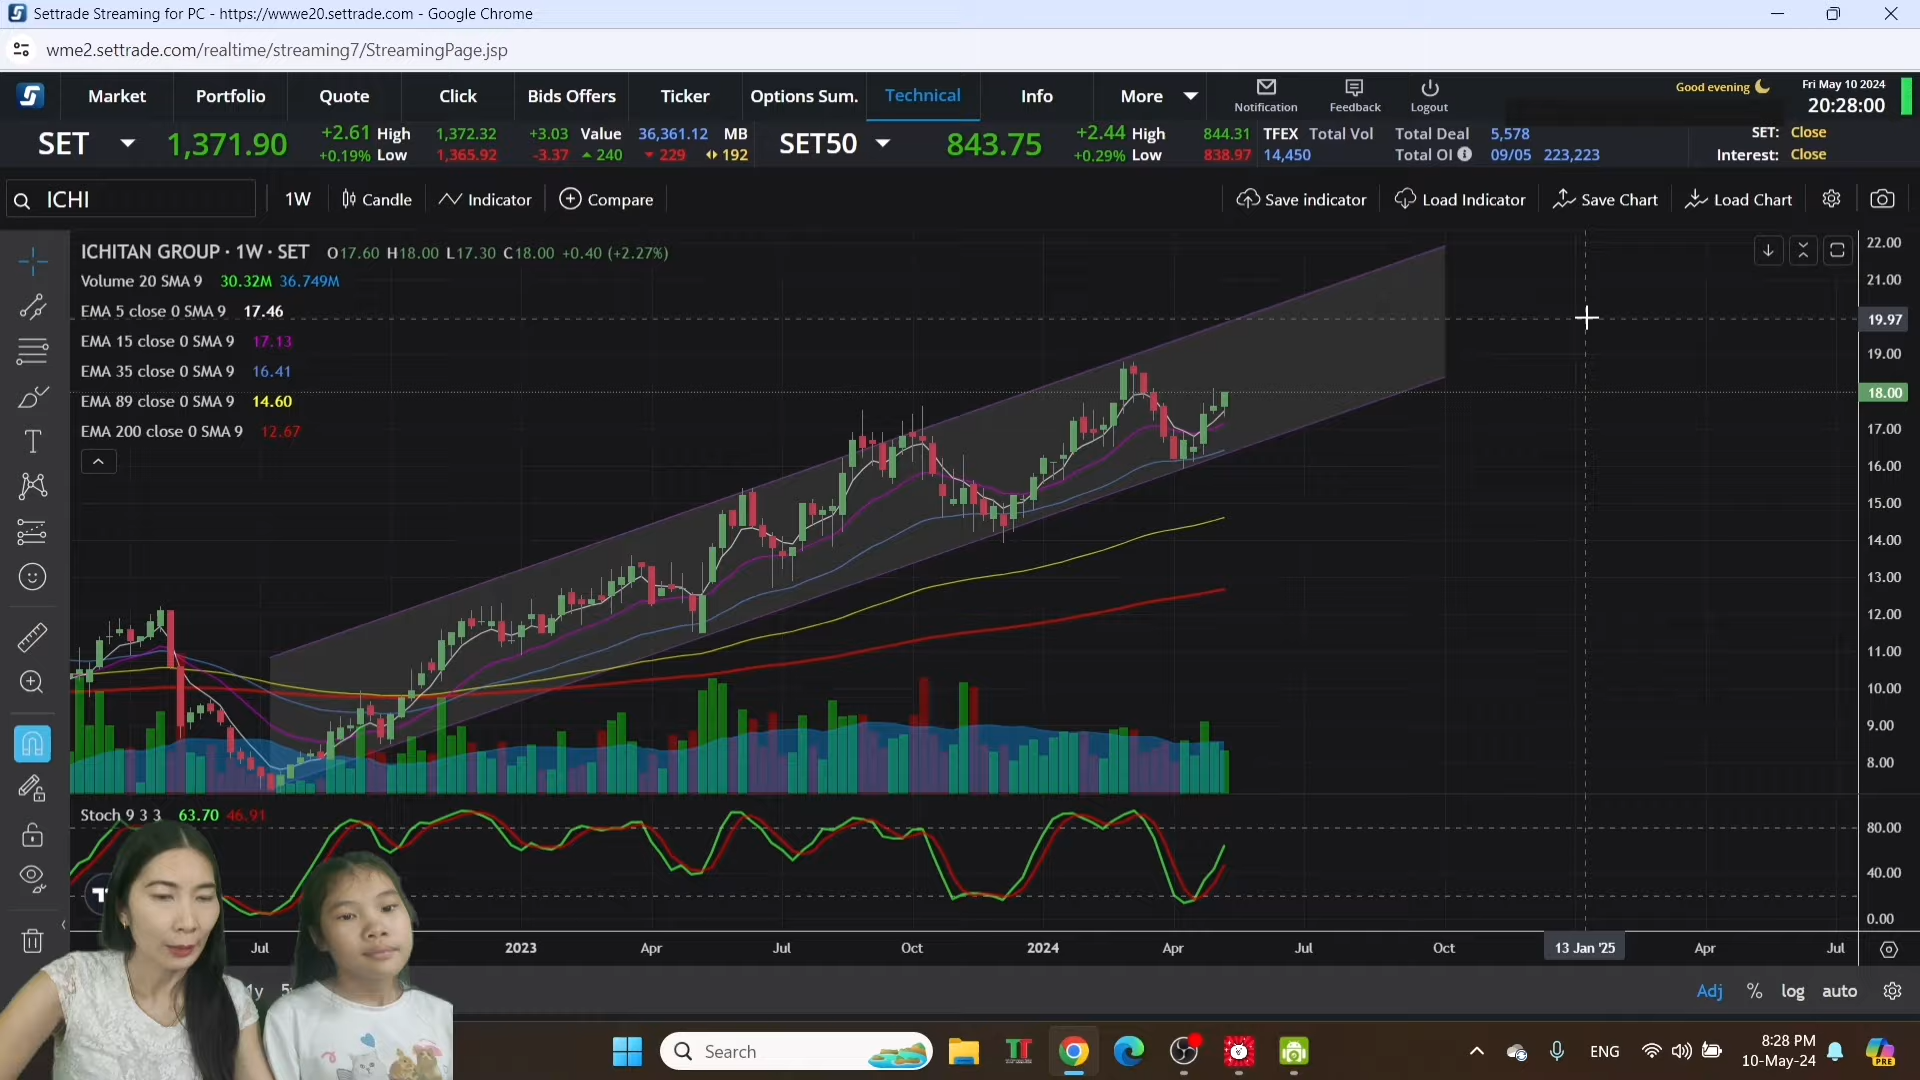 Settrade Streaming for PC - https://wwwe20.settrade.com - Google Chrome
wme2.settrade.com/realtime/streaming7/StreamingPage.jsp
Market Portfolio Quote Click Bids Offers Ticker Options Sum. Technical Info More Notification Feedback Logout Good evening Fri May 10 2024 20:28:00
SET 1,371.90 +2.61 High 1,372.32 +3.03 Value 36,361.12 MB SET50 843.75 +2.44 High 844.31 TFEX Total Vol Total Deal 5,578 SET: Close
+0.19% Low 1,365.92 -3.37 240 229 192 +0.29% Low 838.97 14,450 Total OI 09/05 223,223 Interest: Close
ICHI 1W Candle Indicator Compare Save indicator Load Indicator Save Chart Load Chart
ICHITAN GROUP · 1W · SET O17.60 H18.00 L17.30 C18.00 +0.40 (+2.27%)
Volume 20 SMA 9 30.32M 36.749M
EMA 5 close 0 SMA 9 17.46
EMA 15 close 0 SMA 9 17.13
EMA 35 close 0 SMA 9 16.41
EMA 89 close 0 SMA 9 14.60
EMA 200 close 0 SMA 9 12.67
22.00
21.00
19.97
19.00
18.00
17.00
16.00
15.00
14.00
13.00
12.00
11.00
10.00
9.00
8.00
Stoch 9 3 3 63.70 46.91
80.00
40.00
0.00
Jul 2023 Apr Jul Oct 2024 Apr Jul Oct 13 Jan '25 Apr Jul
Adj % log auto
Search ENG 8:28 PM
10-May-24
PRE